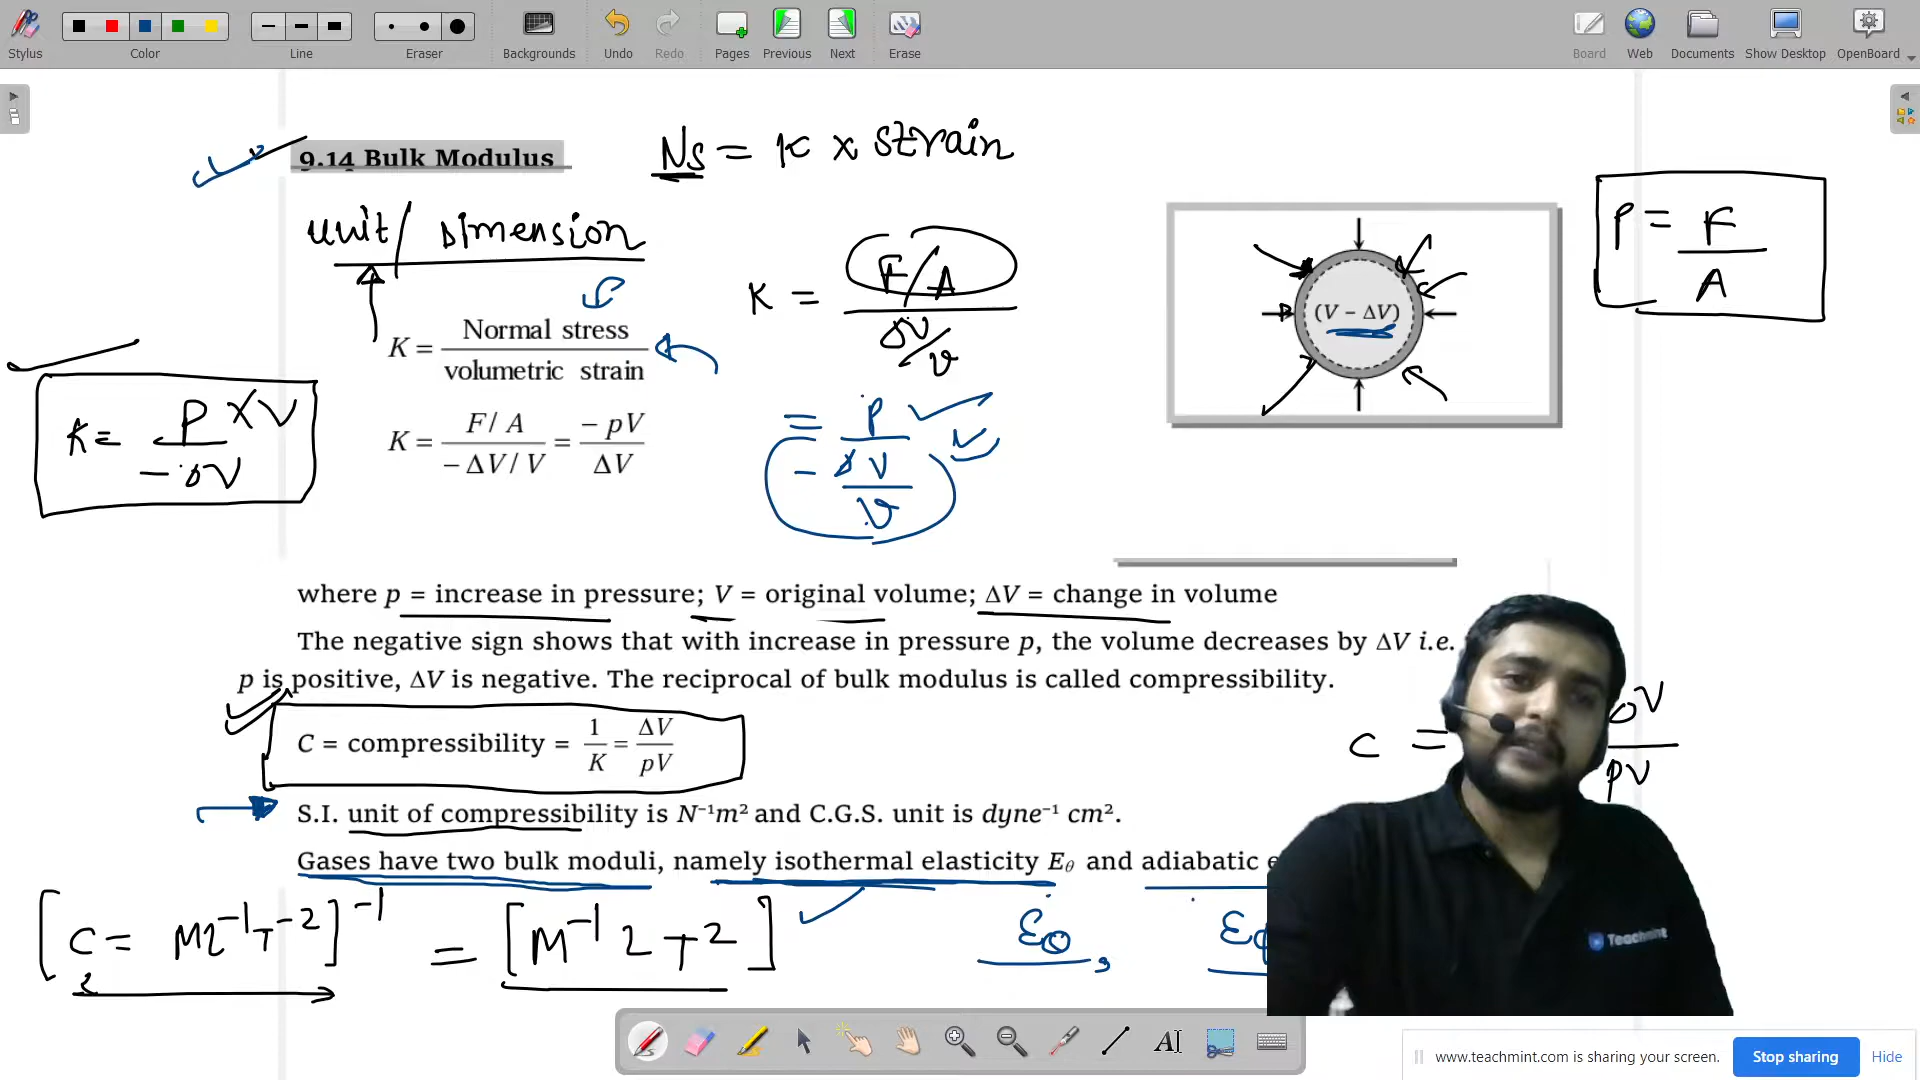 Stylus
Color
Line
Eraser
Backgrounds
Undo
Redo
Pages
Previous
Next
Erase
Board
Web
Documents
Show Desktop
OpenBoard
9.14 Bulk Modulus
Ns = K × strain
unit / Dimension
P = F / A
K = Normal stress / volumetric strain
K = F/A / ΔV/V
(V – ΔV)
K = P × V / – ΔV
K = F/ A / – ΔV/ V = – pV / ΔV
= P / – ΔV / V
where p = increase in pressure; V = original volume; ΔV = change in volume
The negative sign shows that with increase in pressure p, the volume decreases by ΔV i.e.
p is positive, ΔV is negative. The reciprocal of bulk modulus is called compressibility.
C = compressibility = 1 / K = ΔV / pV
C = ΔV / PV
S.I. unit of compressibility is N⁻¹m² and C.G.S. unit is dyne⁻¹ cm².
Gases have two bulk moduli, namely isothermal elasticity Eθ and adiabatic
[C = ML⁻¹T⁻²]⁻¹ = [M⁻¹ L T²]
Eθ
Eφ
Teachmint
www.teachmint.com is sharing your screen.
Stop sharing
Hide